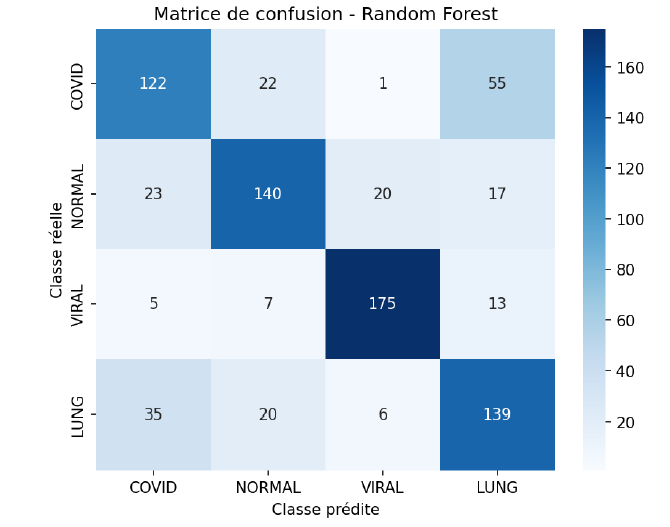 Matrice de confusion - Random Forest
COVID 122 22 1 55
NORMAL 23 140 20 17
VIRAL 5 7 175 13
LUNG 35 20 6 139
COVID NORMAL VIRAL LUNG
Classe prédite
Classe réelle
160
140
120
100
80
60
40
20